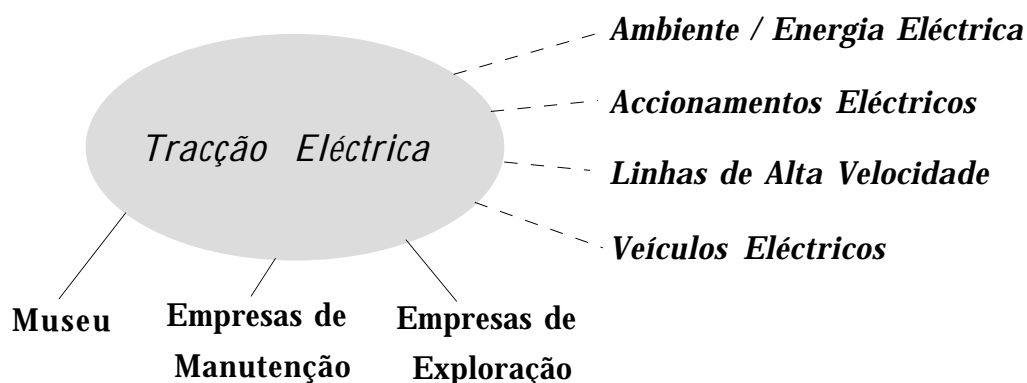 Ambiente / Energia Eléctrica
Accionamentos Eléctricos
Tracção Eléctrica
Linhas de Alta Velocidade
Veículos Eléctricos
Museu
Empresas de
Manutenção
Empresas de
Exploração